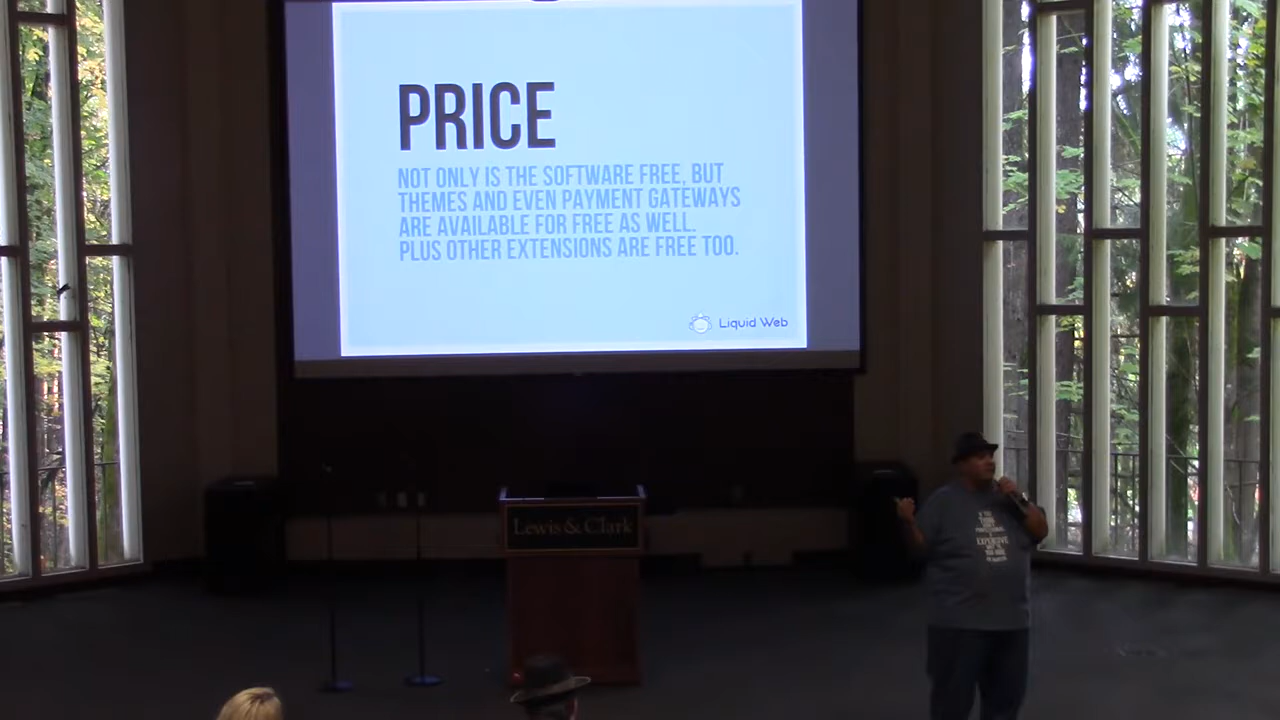 PRICE
NOT ONLY IS THE SOFTWARE FREE, BUT
THEMES AND EVEN PAYMENT GATEWAYS
ARE AVAILABLE FOR FREE AS WELL.
PLUS OTHER EXTENSIONS ARE FREE TOO.
Liquid Web
Lewis & Clark
EXPENSIVE